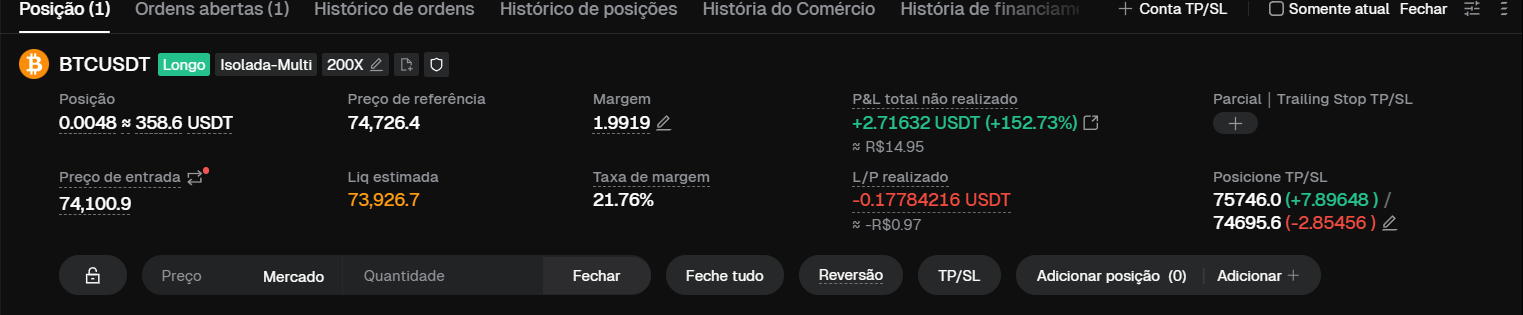 Posição (1) Ordens abertas (1) Histórico de ordens Histórico de posições História do Comércio História de financiam + Conta TP/SL Somente atual Fechar
BTCUSDT Longo Isolada-Multi 200X
Posição Preço de referência Margem P&L total não realizado Parcial | Trailing Stop TP/SL
0.0048 ≈ 358.6 USDT 74,726.4 1.9919 +2.71632 USDT (+152.73%)
≈ R$14.95
Preço de entrada Liq estimada Taxa de margem L/P realizado Posicione TP/SL
74,100.9 73,926.7 21.76% -0.17784216 USDT 75746.0 (+7.89648 ) /
≈ -R$0.97 74695.6 (-2.85456 )
Preço Mercado Quantidade Fechar Feche tudo Reversão TP/SL Adicionar posição (0) Adicionar +